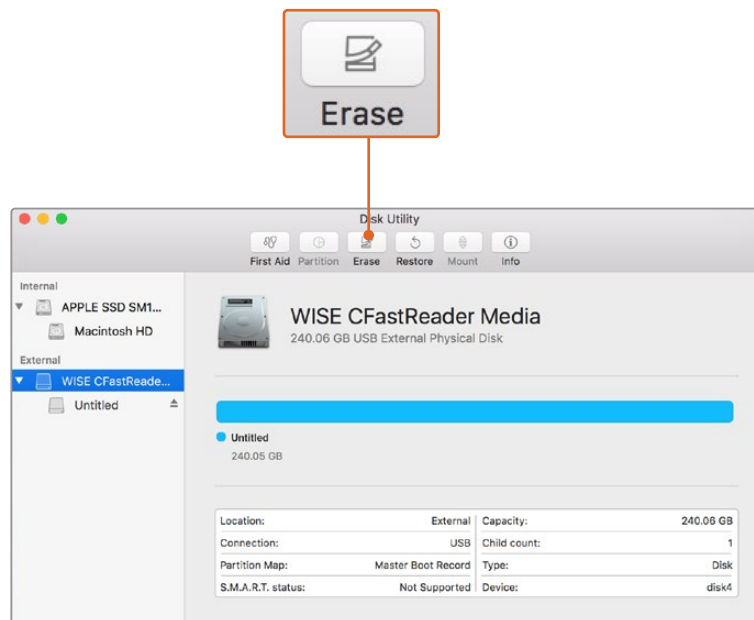 Erase
Disk Utility
First Aid Partition Erase Restore Mount Info
Internal
APPLE SSD SM1...
Macintosh HD
External
WISE CFastReade...
Untitled
WISE CFastReader Media
240.06 GB USB External Physical Disk
Untitled
240.05 GB
Location: External Capacity: 240.06 GB
Connection: USB Child count: 1
Partition Map: Master Boot Record Type: Disk
S.M.A.R.T. status: Not Supported Device: disk4